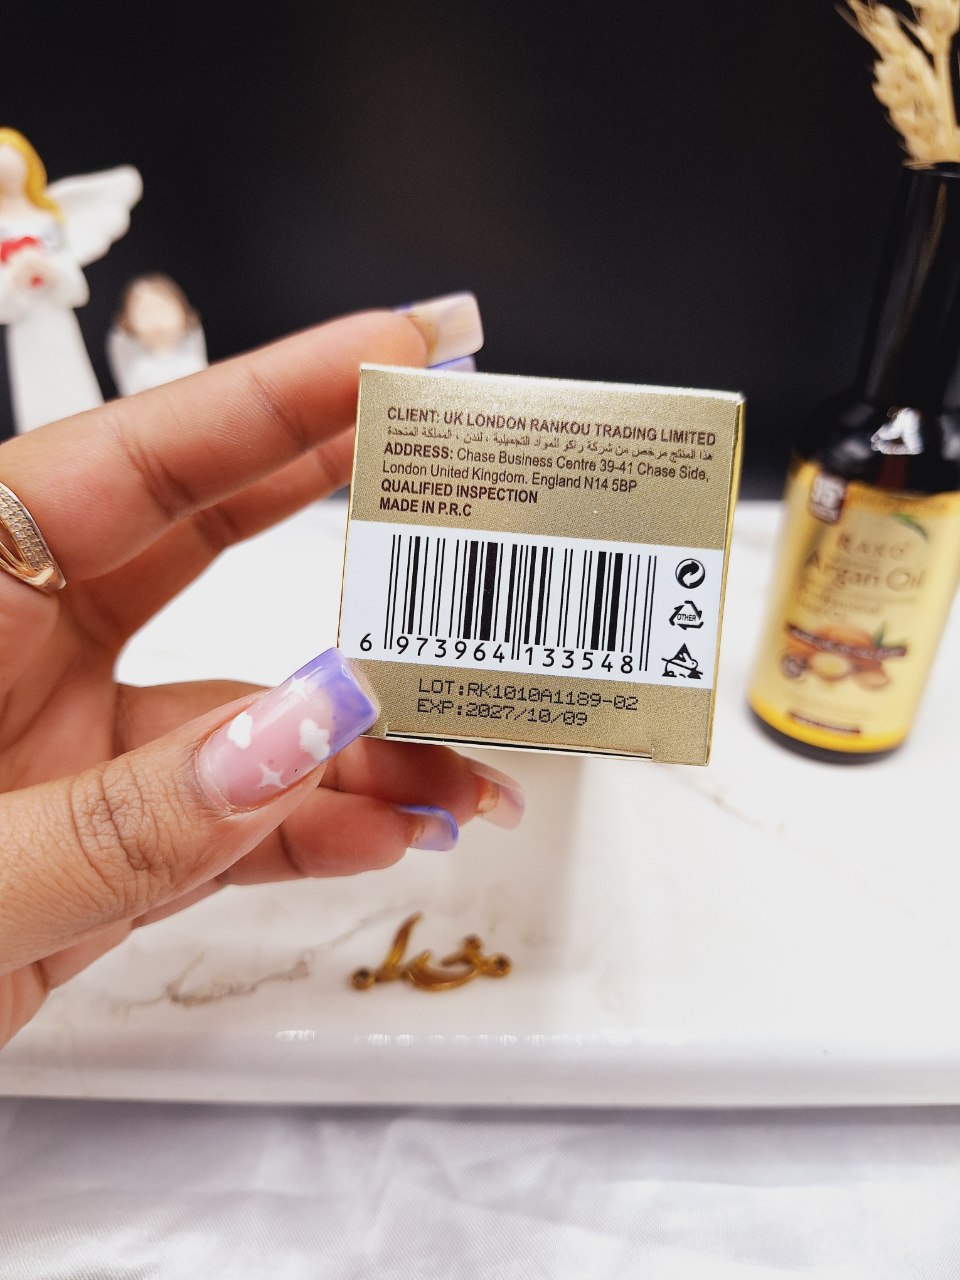 CLIENT: UK LONDON RANKOU TRADING LIMITED
هذا المنتج مرخص من شركة راكو للمواد التجميلية ، لندن ، المملكة المتحدة
ADDRESS: Chase Business Centre 39-41 Chase Side,
London United Kingdom. England N14 5BP
QUALIFIED INSPECTION
MADE IN P.R.C
OTHER
6 973964 133548
LOT:RK1010A1189-02
EXP:2027/10/09
Argan Oil